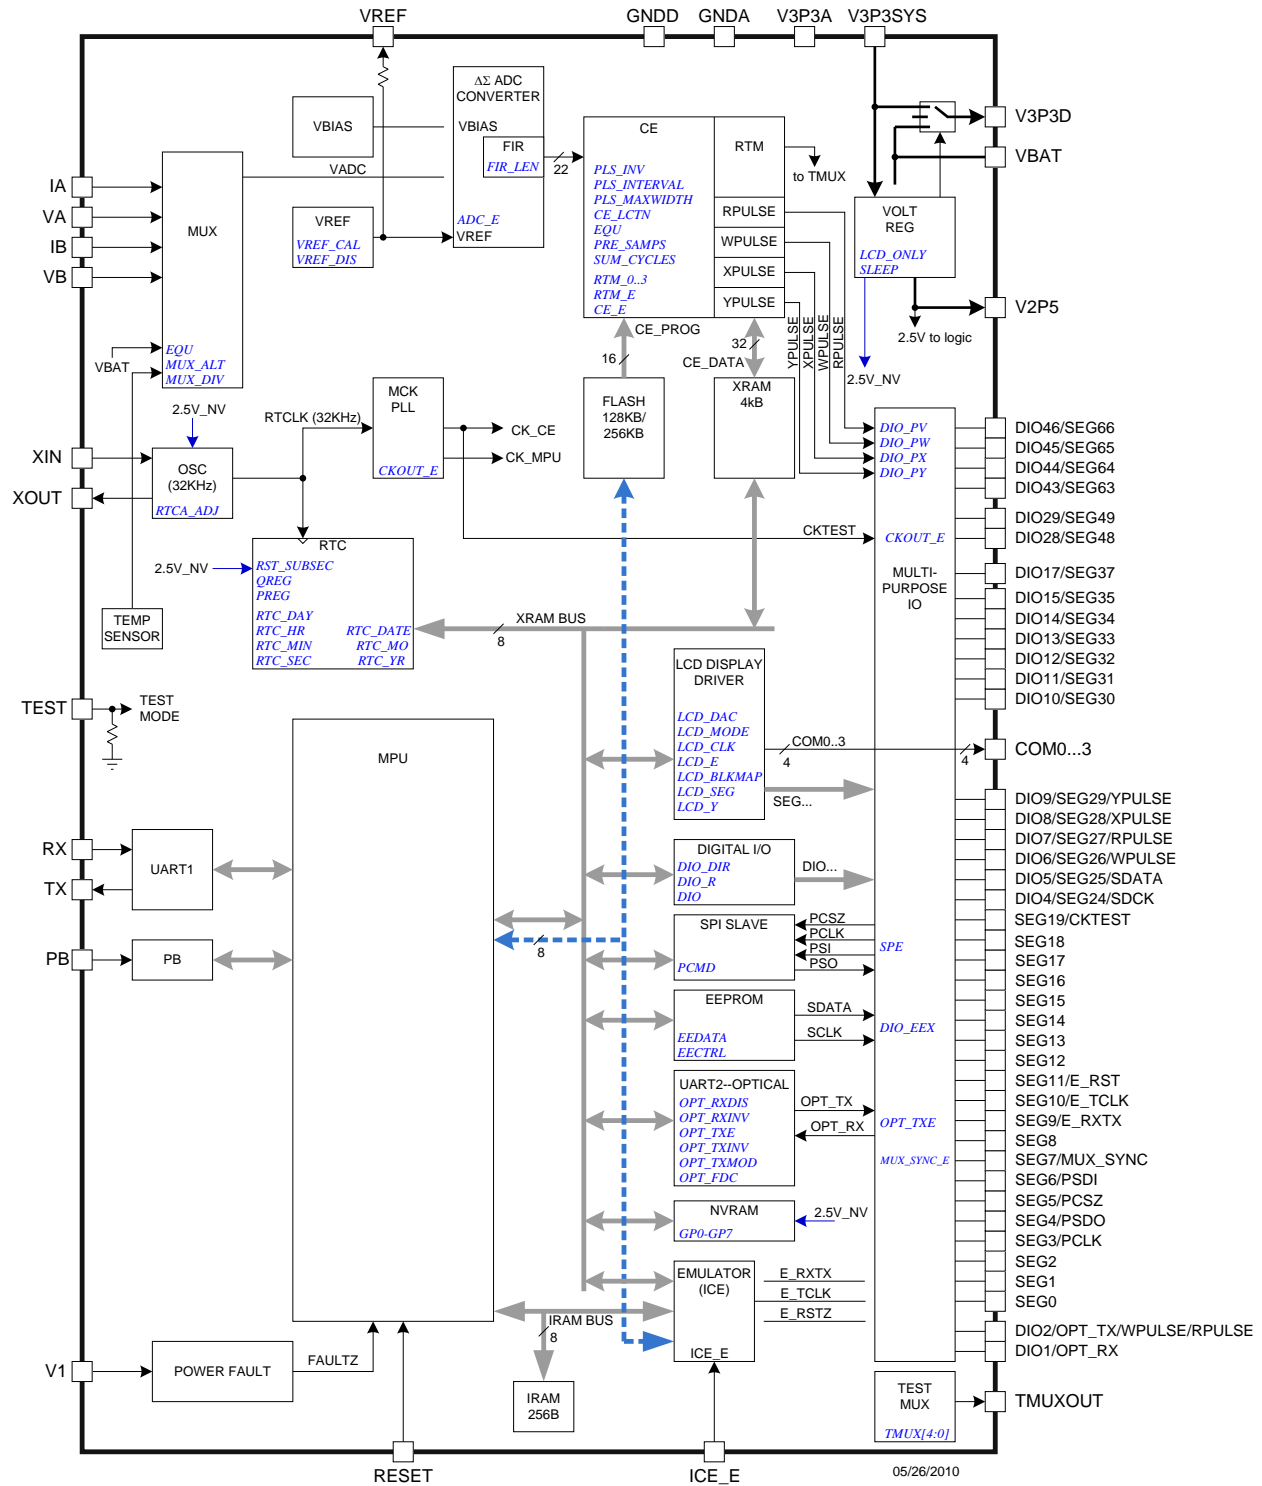 VREF
GNDD
GNDA
V3P3A
V3P3SYS
IA
VA
IB
VB
MUX
EQU
MUX_ALT
MUX_DIV
VBAT
VBIAS
VADC
VREF
VREF_CAL
VREF_DIS
ΔΣ ADC
CONVERTER
VBIAS
FIR
FIR_LEN
ADC_E
VREF
22
CE
PLS_INV
PLS_INTERVAL
PLS_MAXWIDTH
CE_LCTN
EQU
PRE_SAMPS
SUM_CYCLES
RTM_0..3
RTM_E
CE_E
RTM
RPULSE
WPULSE
XPULSE
YPULSE
to TMUX
YPULSE
XPULSE
WPULSE
RPULSE
VOLT
REG
LCD_ONLY
SLEEP
2.5V to logic
2.5V_NV
V3P3D
VBAT
V2P5
CE_PROG
16
32
CE_DATA
FLASH
128KB/
256KB
XRAM
4kB
2.5V_NV
RTCLK (32KHz)
MCK
PLL
CKOUT_E
CK_CE
CK_MPU
XIN
XOUT
OSC
(32KHz)
RTCA_ADJ
TEMP
SENSOR
RTC
2.5V_NV
RST_SUBSEC
QREG
PREG
RTC_DAY
RTC_HR
RTC_MIN
RTC_SEC
RTC_DATE
RTC_MO
RTC_YR
XRAM BUS
8
CKTEST
DIO_PV
DIO_PW
DIO_PX
DIO_PY
CKOUT_E
MULTI-
PURPOSE
IO
SPE
DIO_EEX
OPT_TXE
MUX_SYNC_E
TEST
TEST
MODE
MPU
RX
TX
UART1
PB
PB
8
LCD DISPLAY
DRIVER
LCD_DAC
LCD_MODE
LCD_CLK
LCD_E
LCD_BLKMAP
LCD_SEG
LCD_Y
COM0..3
4
4
SEG...
DIGITAL I/O
DIO_DIR
DIO_R
DIO
DIO...
SPI SLAVE
PCMD
PCSZ
PCLK
PSI
PSO
EEPROM
EEDATA
EECTRL
SDATA
SCLK
UART2--OPTICAL
OPT_RXDIS
OPT_RXINV
OPT_TXE
OPT_TXINV
OPT_TXMOD
OPT_FDC
OPT_TX
OPT_RX
NVRAM
GP0-GP7
2.5V_NV
EMULATOR
(ICE)
ICE_E
E_RXTX
E_TCLK
E_RSTZ
IRAM BUS
8
IRAM
256B
V1
POWER FAULT
FAULTZ
RESET
ICE_E
TEST
MUX
TMUX[4:0]
05/26/2010
DIO46/SEG66
DIO45/SEG65
DIO44/SEG64
DIO43/SEG63
DIO29/SEG49
DIO28/SEG48
DIO17/SEG37
DIO15/SEG35
DIO14/SEG34
DIO13/SEG33
DIO12/SEG32
DIO11/SEG31
DIO10/SEG30
COM0...3
DIO9/SEG29/YPULSE
DIO8/SEG28/XPULSE
DIO7/SEG27/RPULSE
DIO6/SEG26/WPULSE
DIO5/SEG25/SDATA
DIO4/SEG24/SDCK
SEG19/CKTEST
SEG18
SEG17
SEG16
SEG15
SEG14
SEG13
SEG12
SEG11/E_RST
SEG10/E_TCLK
SEG9/E_RXTX
SEG8
SEG7/MUX_SYNC
SEG6/PSDI
SEG5/PCSZ
SEG4/PSDO
SEG3/PCLK
SEG2
SEG1
SEG0
DIO2/OPT_TX/WPULSE/RPULSE
DIO1/OPT_RX
TMUXOUT